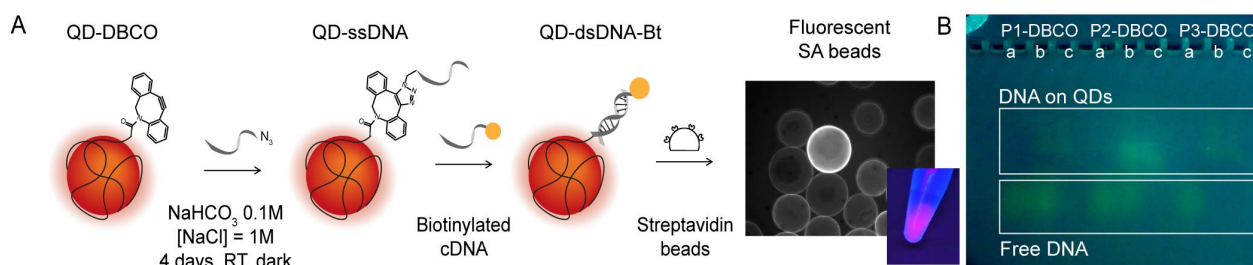 A
QD-DBCO
QD-ssDNA
QD-dsDNA-Bt
Fluorescent
SA beads
N
O
N
N
N
N
O
N₃
NaHCO₃ 0.1M
[NaCl] = 1M
4 days, RT, dark
Biotinylated
cDNA
Streptavidin
beads
B
P1-DBCO P2-DBCO P3-DBCO
a b c a b c a b c
DNA on QDs
Free DNA